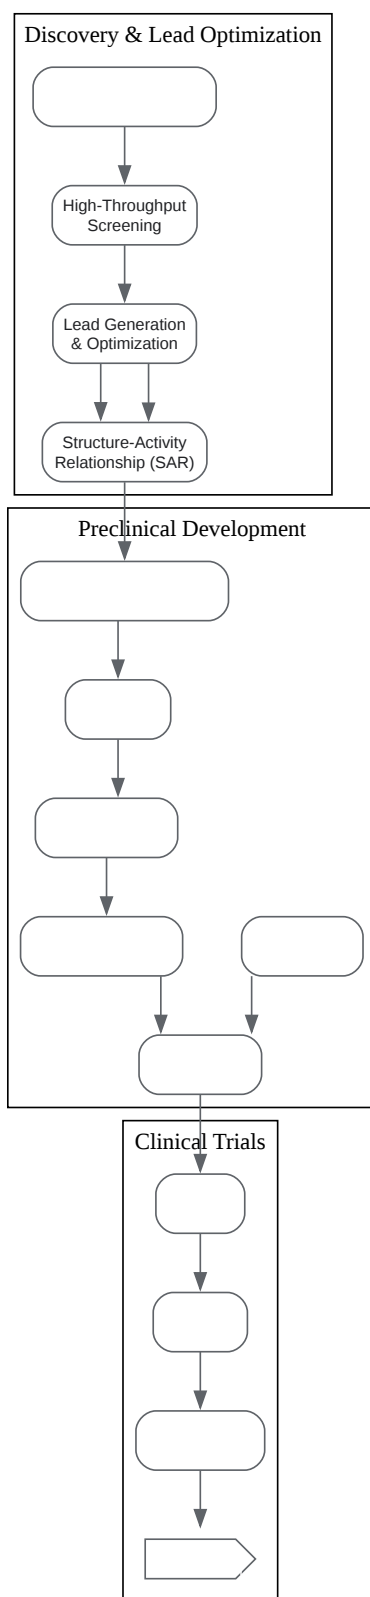 Discovery & Lead Optimization
High-Throughput
Screening
Lead Generation
& Optimization
Structure-Activity
Relationship (SAR)
Preclinical Development
Clinical Trials